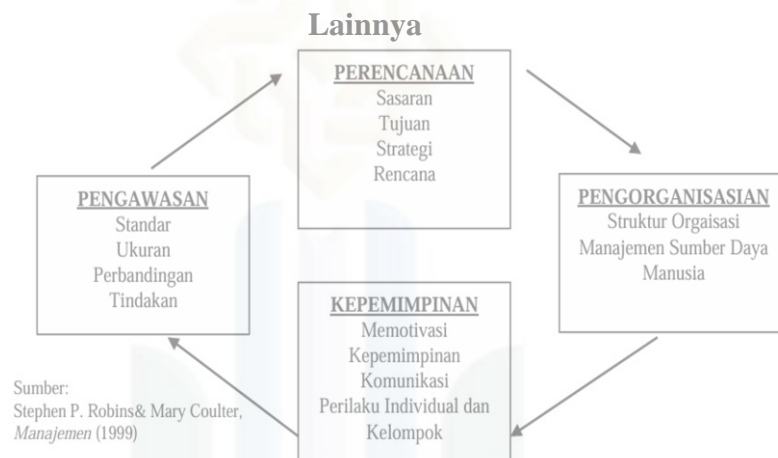 Lainnya
PERENCANAAN
Sasaran
Tujuan
Strategi
Rencana
PENGAWASAN
Standar
Ukuran
Perbandingan
Tindakan
PENGORGANISASIAN
Struktur Orgaisasi
Manajemen Sumber Daya
Manusia
KEPEMIMPINAN
Memotivasi
Kepemimpinan
Komunikasi
Perilaku Individual dan
Kelompok
Sumber:
Stephen P. Robins& Mary Coulter,
Manajemen (1999)